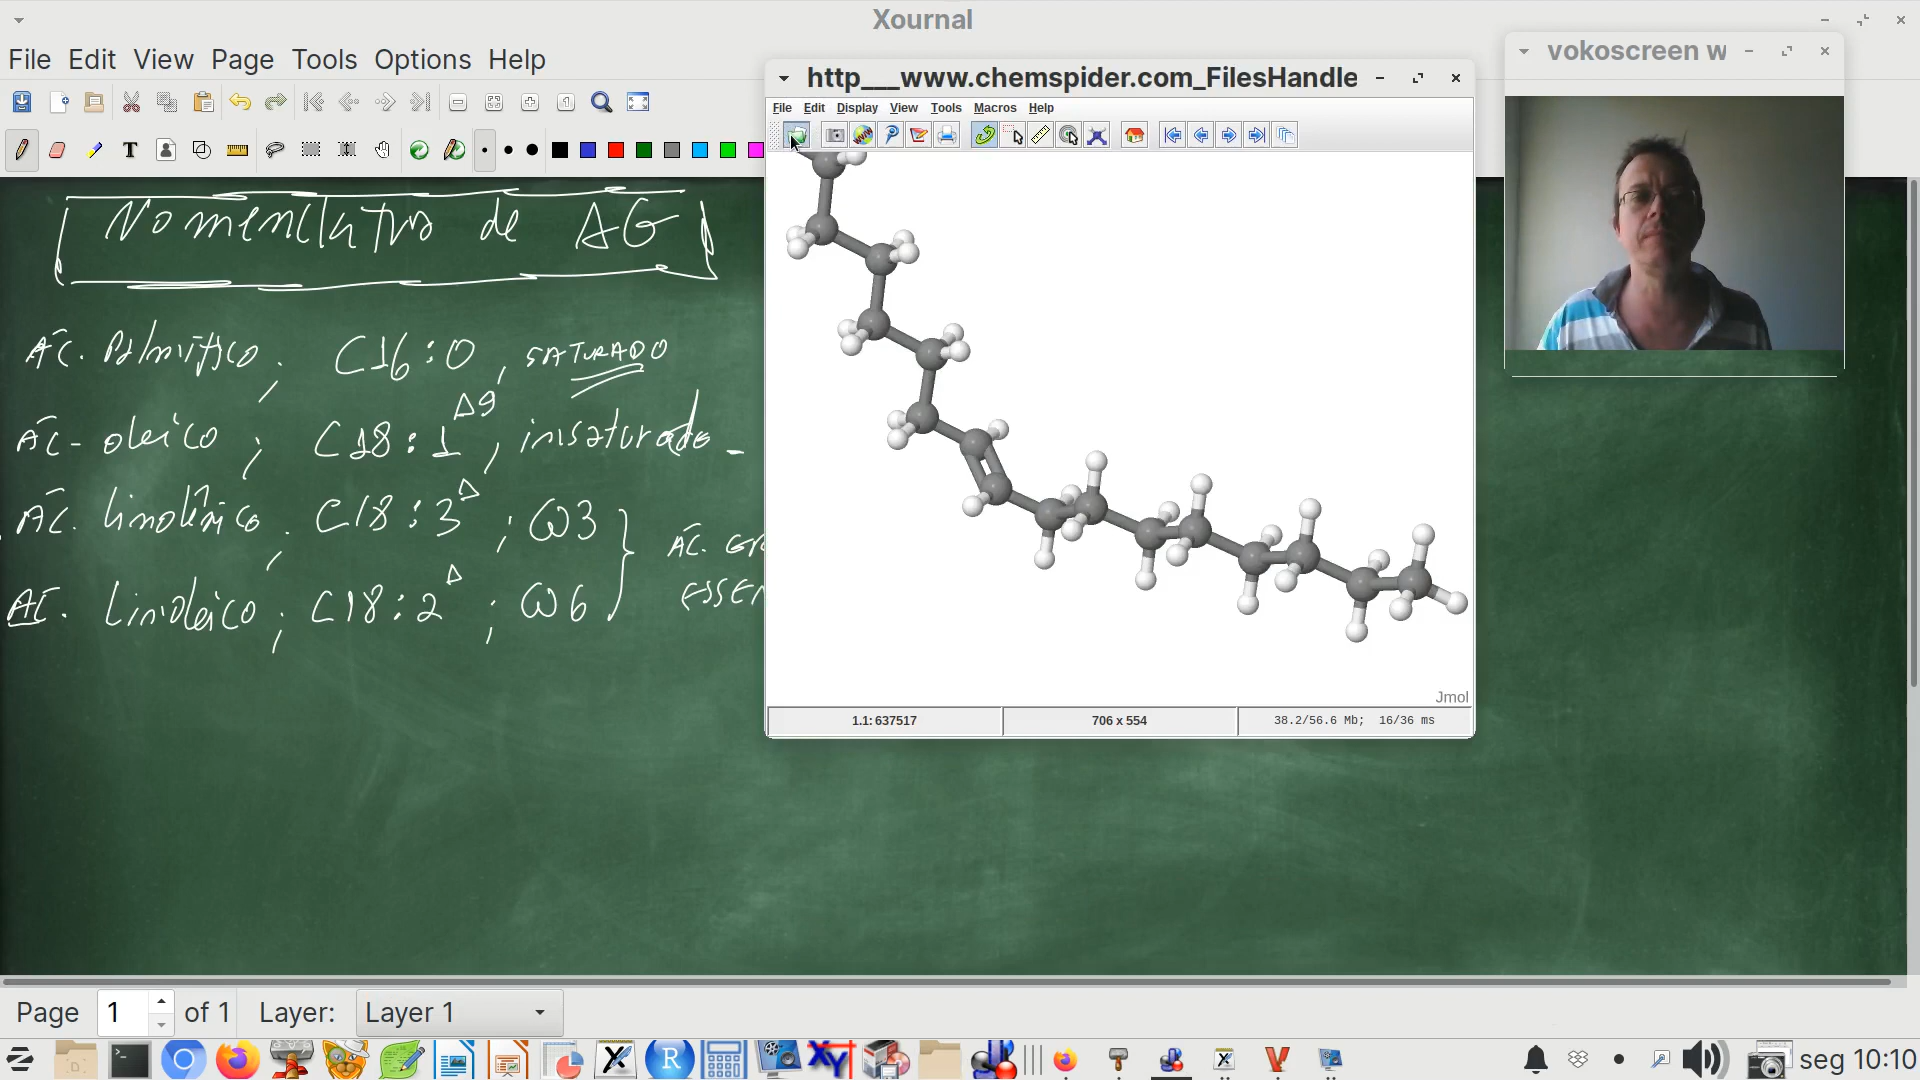 Xournal
File Edit View Page Tools Options Help
vokoscreen w
http___www.chemspider.com_FilesHandle
File Edit Display View Tools Macros Help
T
1
Nomenclatura de AG
Ác. Palmítico; C16:0, SATURADO
Ác- oleico; C18:1 Δ9, insaturado
Ác. linolênico; C18:3 Δ; ω3
Ác. Linoleico; C18:2 Δ; ω6
Ác.
ESSEN
Jmol
1.1: 637517 706 x 554 38.2/56.6 Mb; 16/36 ms
Page 1 of 1 Layer: Layer 1
R
XY
seg 10:10